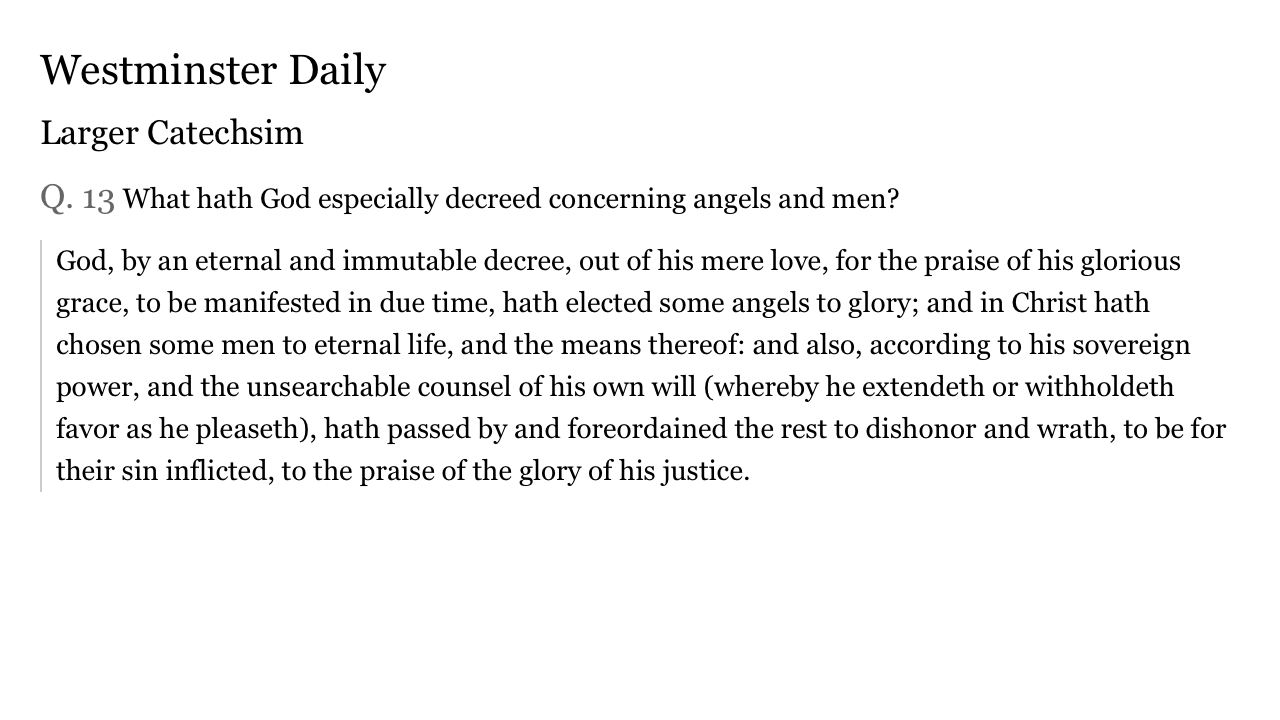 Westminster Daily
Larger Catechsim
Q. 13 What hath God especially decreed concerning angels and men?
God, by an eternal and immutable decree, out of his mere love, for the praise of his glorious
grace, to be manifested in due time, hath elected some angels to glory; and in Christ hath
chosen some men to eternal life, and the means thereof: and also, according to his sovereign
power, and the unsearchable counsel of his own will (whereby he extendeth or withholdeth
favor as he pleaseth), hath passed by and foreordained the rest to dishonor and wrath, to be for
their sin inflicted, to the praise of the glory of his justice.